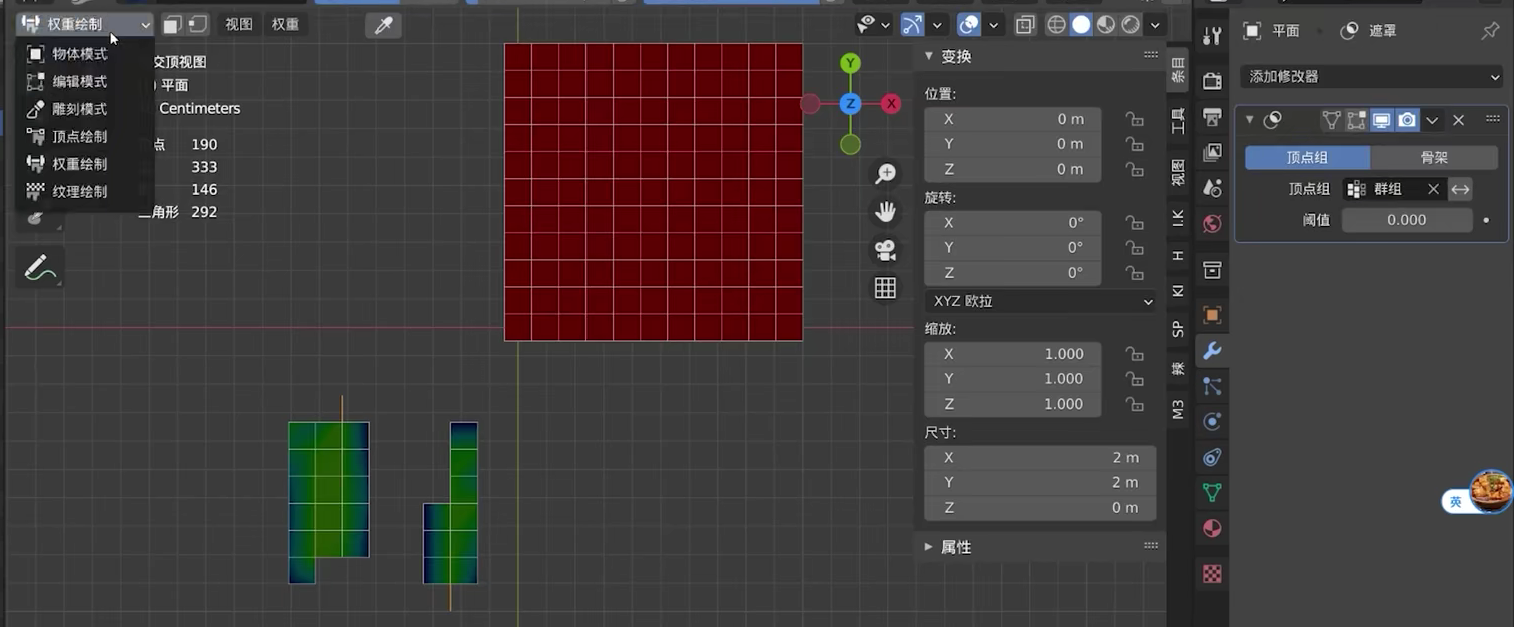 权重绘制
视图
权重
物体模式
编辑模式
雕刻模式
顶点绘制
权重绘制
纹理绘制
交顶视图
) 平面
Centimeters
点 190
333
146
三角形 292
Y
Z
X
变换
位置:
X 0 m
Y 0 m
Z 0 m
旋转:
X 0°
Y 0°
Z 0°
XYZ 欧拉
缩放:
X 1.000
Y 1.000
Z 1.000
尺寸:
X 2 m
Y 2 m
Z 0 m
属性
条目
工具
视图
I.K
H
KI
SP
辣
M3
平面
遮罩
添加修改器
顶点组
骨架
顶点组 群组
阈值 0.000
英